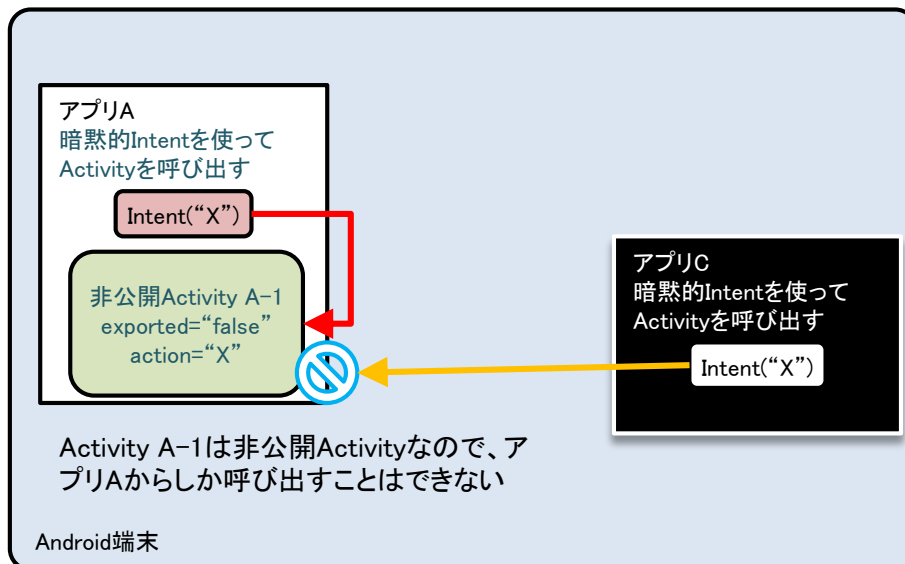 アプリA
暗黙的Intentを使って
Activityを呼び出す
Intent(“X”)
非公開Activity A-1
exported=“false”
action=“X”
アプリC
暗黙的Intentを使って
Activityを呼び出す
Intent(“X”)
Activity A-1は非公開Activityなので、ア
プリAからしか呼び出すことはできない
Android端末